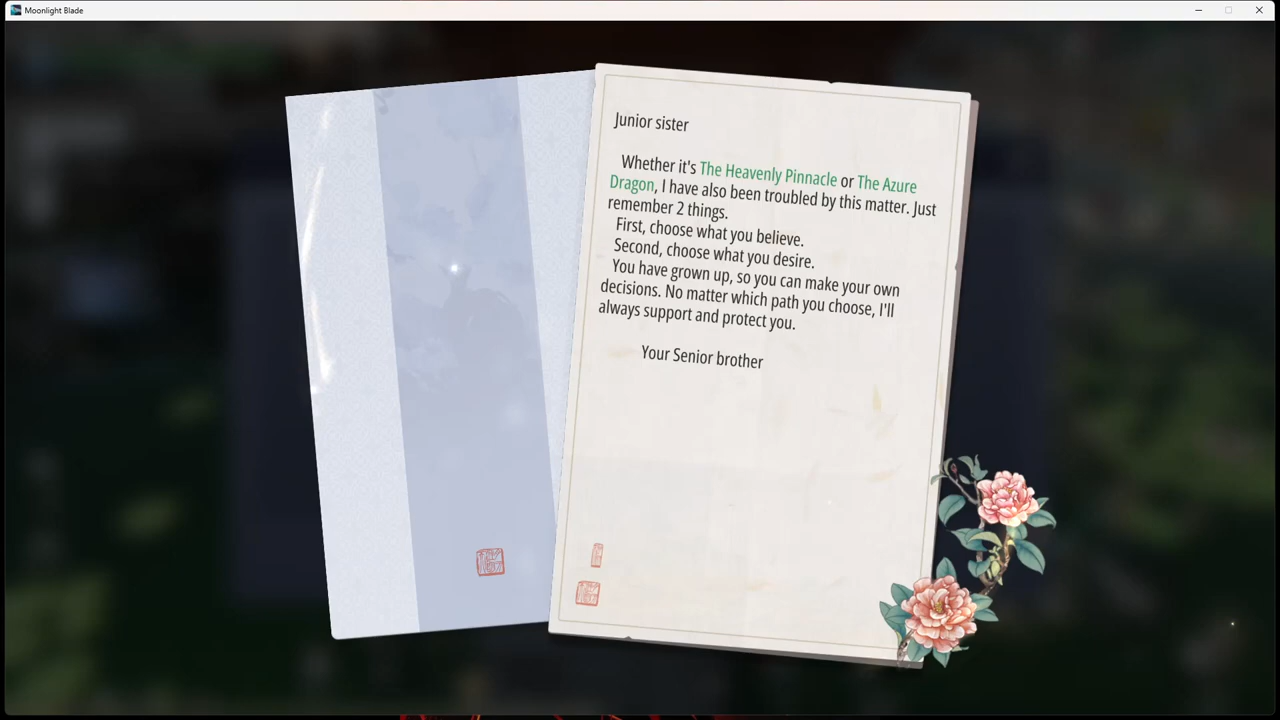 Moonlight Blade
Junior sister
Whether it's The Heavenly Pinnacle or The Azure
Dragon, I have also been troubled by this matter. Just
remember 2 things.
First, choose what you believe.
Second, choose what you desire.
You have grown up, so you can make your own
decisions. No matter which path you choose, I'll
always support and protect you.
Your Senior brother